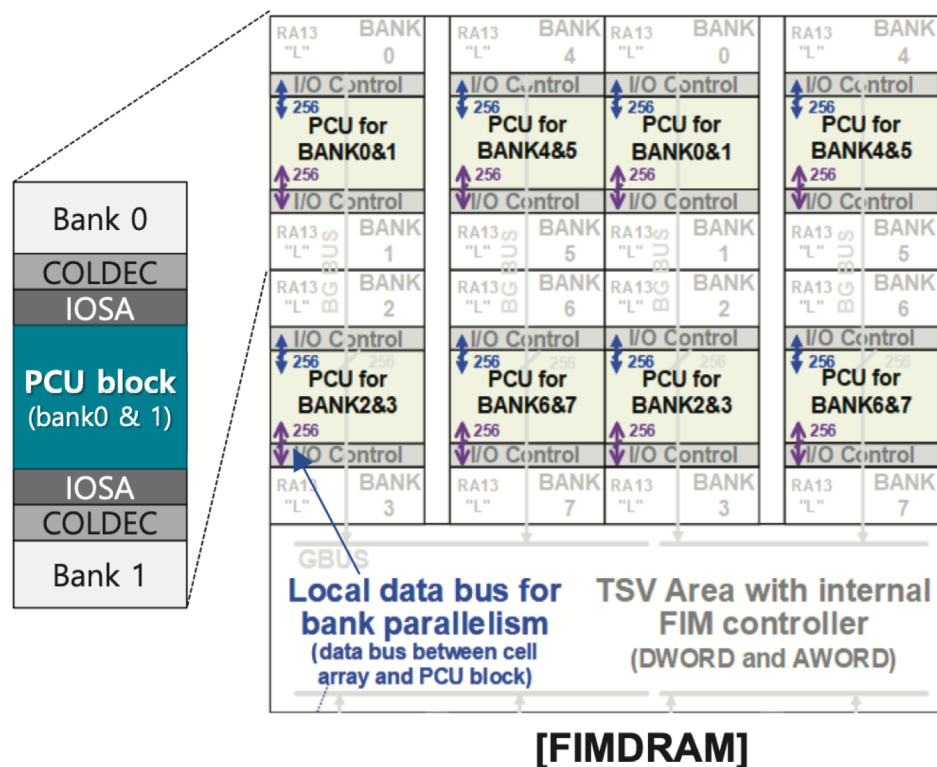 Bank 0
COLDEC
IOSA
PCU block
(bank0 & 1)
IOSA
COLDEC
Bank 1
RA13 BANK
"L" 0
I/O Control
256
PCU for
BANK0&1
256
I/O Control
RA13 BANK
"L" 1
BG BUS
RA13 BANK
"L" 2
I/O Control
256
256
PCU for
BANK2&3
256
I/O Control
RA13 BANK
"L" 3
RA13 BANK
"L" 4
I/O Control
256
PCU for
BANK4&5
256
I/O Control
RA13 BANK
"L" 5
BG BUS
RA13 BANK
"L" 6
I/O Control
256
256
PCU for
BANK6&7
256
I/O Control
RA13 BANK
"L" 7
RA13 BANK
"L" 0
I/O Control
256
PCU for
BANK0&1
256
I/O Control
RA13 BANK
"L" 1
BG BUS
RA13 BANK
"L" 2
I/O Control
256
256
PCU for
BANK2&3
256
I/O Control
RA13 BANK
"L" 3
RA13 BANK
"L" 4
I/O Control
256
PCU for
BANK4&5
256
I/O Control
RA13 BANK
"L" 5
BG BUS
RA13 BANK
"L" 6
I/O Control
256
PCU for
BANK6&7
256
I/O Control
RA13 BANK
"L" 7
GBUS
Local data bus for
bank parallelism
(data bus between cell
array and PCU block)
TSV Area with internal
FIM controller
(DWORD and AWORD)
[FIMDRAM]